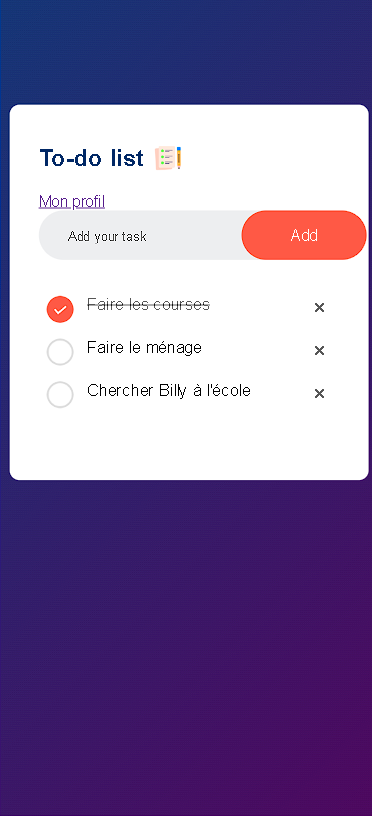 To-do list
Mon profil
Add your task Add
Faire les courses
Faire le ménage
Chercher Billy à l'école